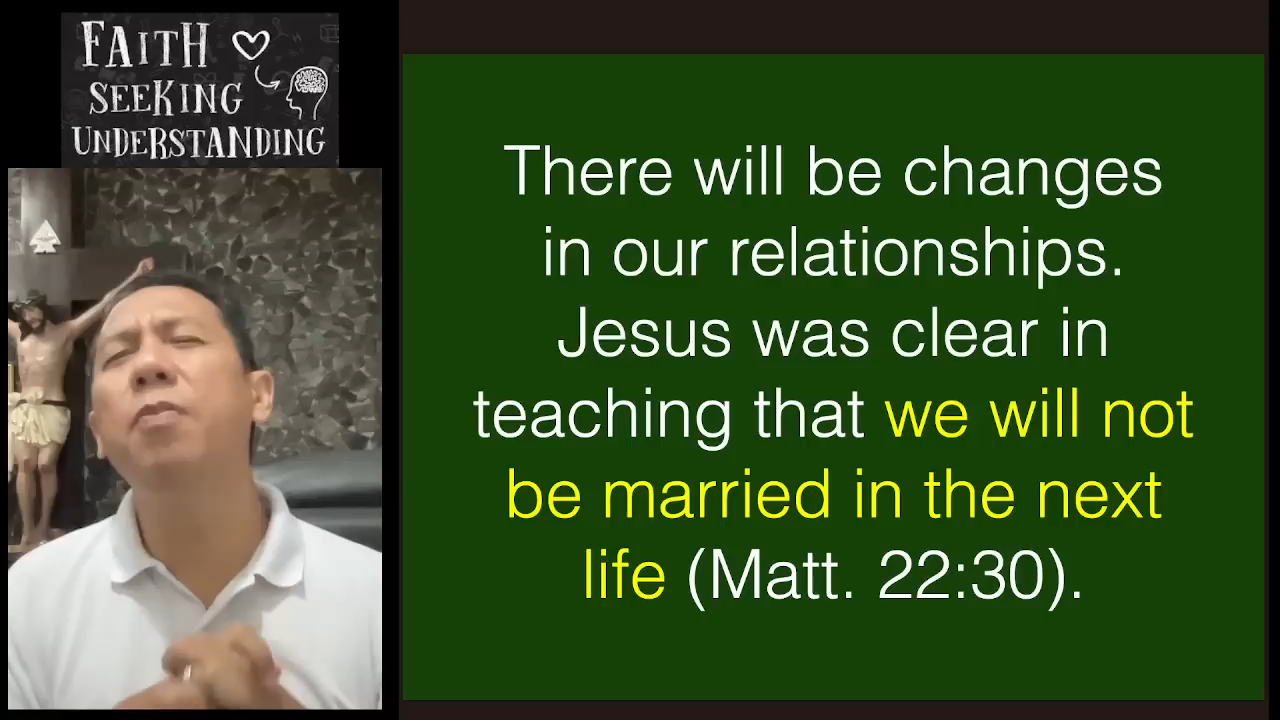 FAITH
SEEKING
UNDERSTANDING
There will be changes
in our relationships.
Jesus was clear in
teaching that we will not
be married in the next
life (Matt. 22:30).